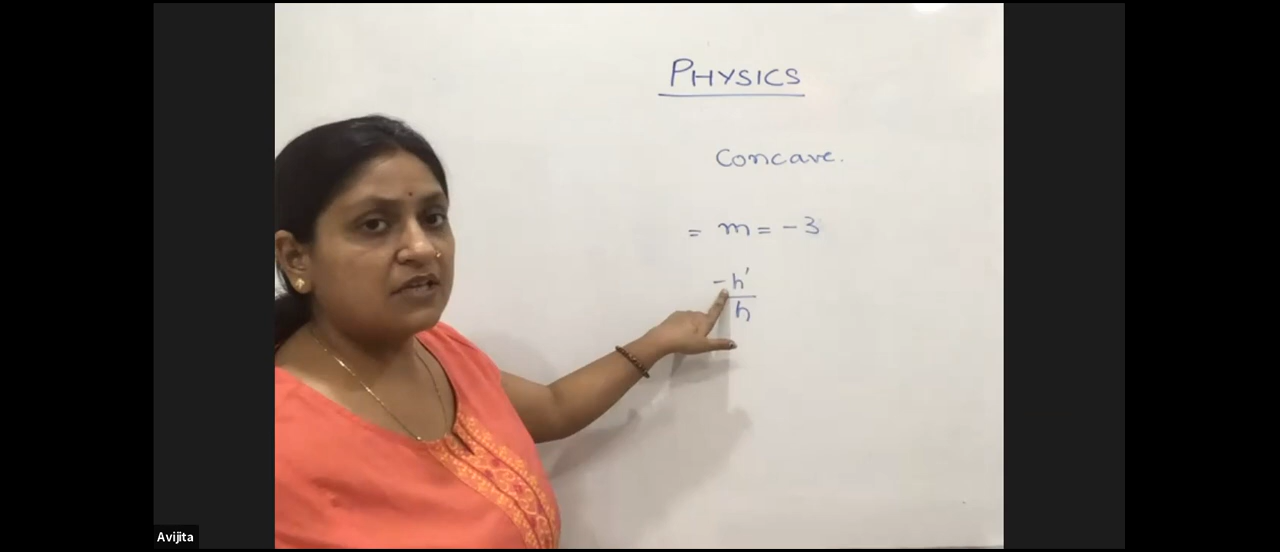 PHYSICS
Concave.
= m = -3
-h'
h
Avijita